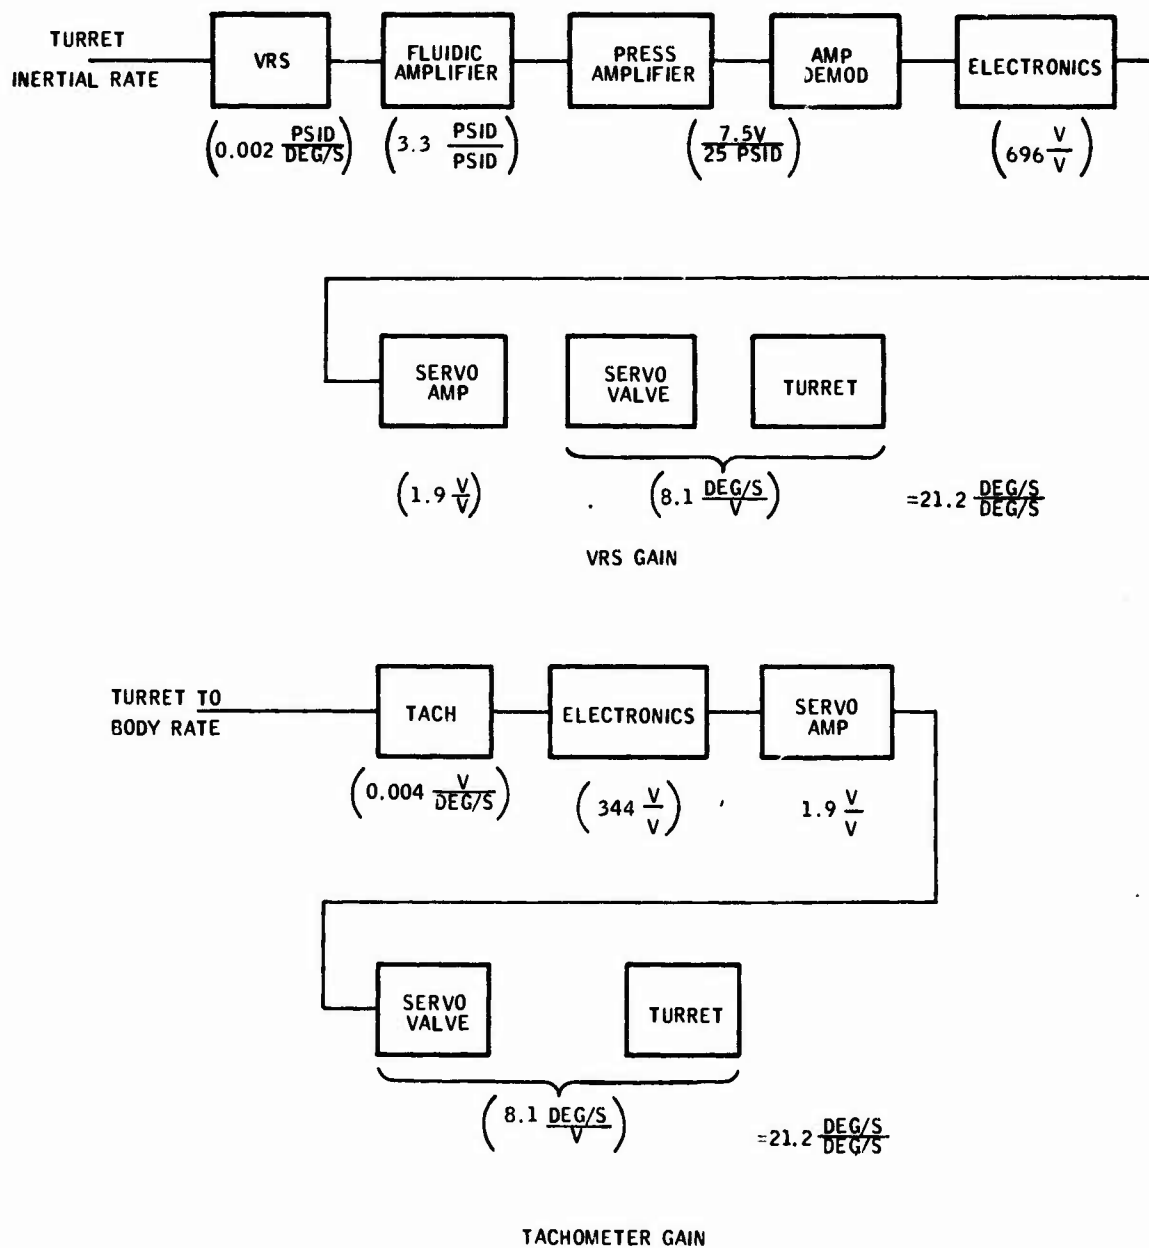 TURRET
INERTIAL RATE
VRS
FLUIDIC
AMPLIFIER
PRESS
AMPLIFIER
AMP
DEMOD
ELECTRONICS
(0.002 PSID/DEG/S)
(3.3 PSID/PSID)
(7.5V/25 PSID)
(696 V/V)
SERVO
AMP
SERVO
VALVE
TURRET
(1.9 V/V)
(8.1 DEG/S/V)
=21.2 DEG/S/DEG/S
VRS GAIN
TURRET TO
BODY RATE
TACH
ELECTRONICS
SERVO
AMP
(0.004 V/DEG/S)
(344 V/V)
1.9 V/V
SERVO
VALVE
TURRET
(8.1 DEG/S/V)
=21.2 DEG/S/DEG/S
TACHOMETER GAIN